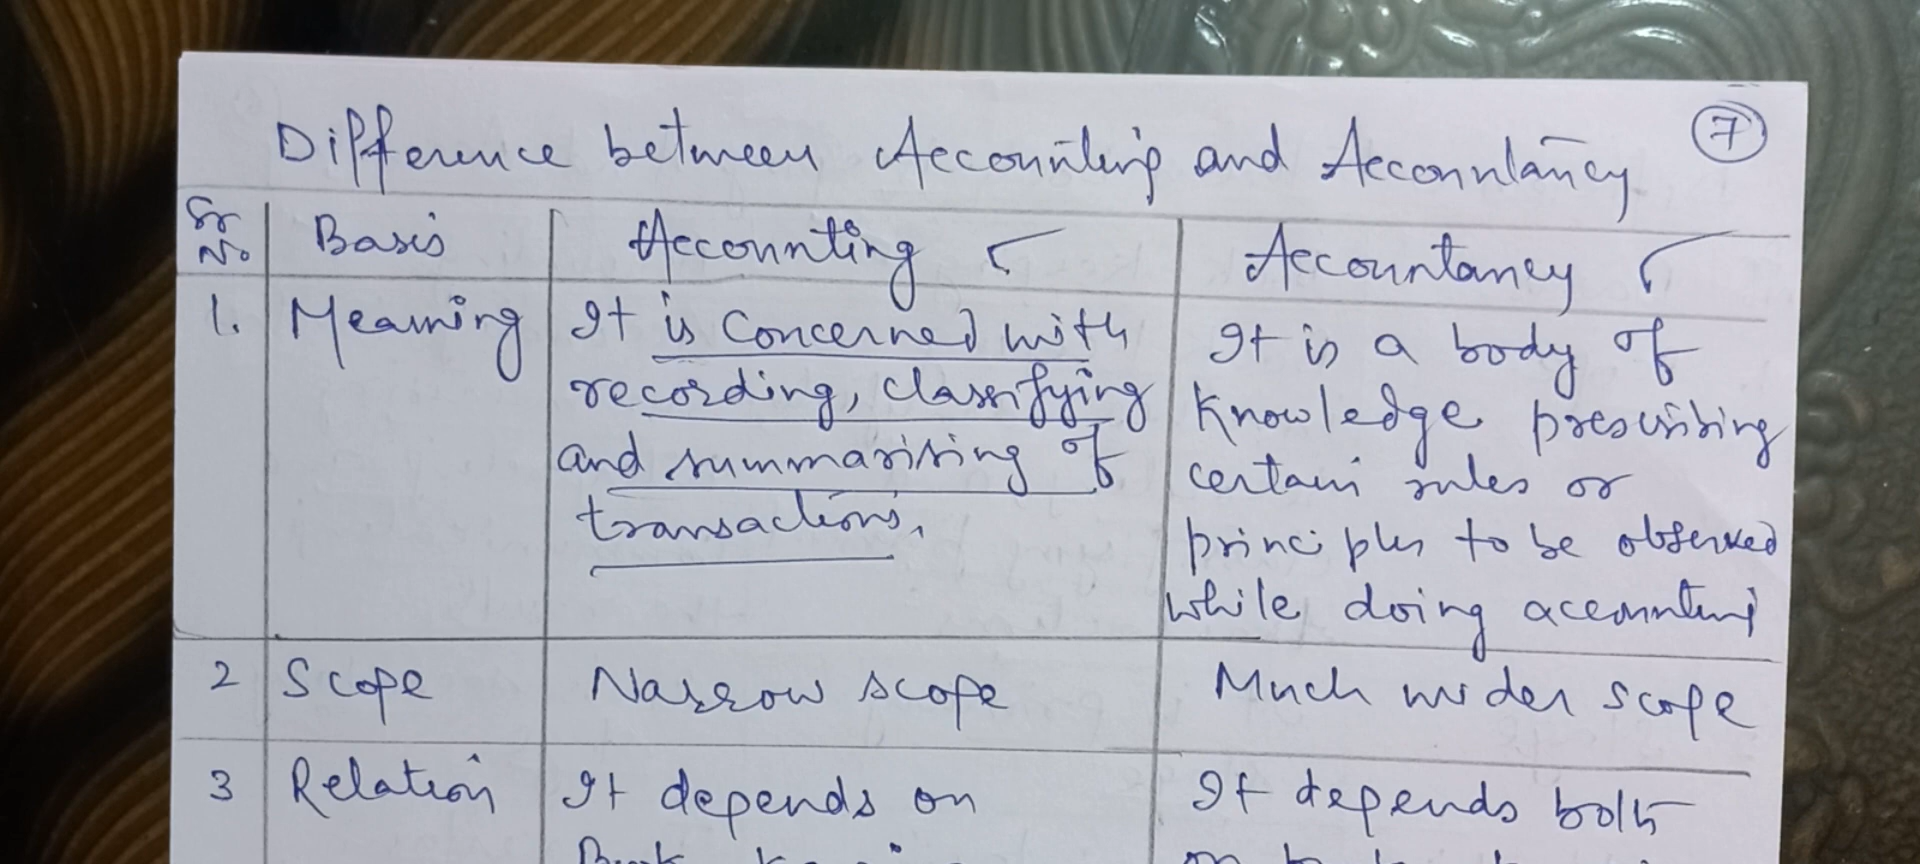 7
Difference between Accounting and Accountancy
Sr No | Basis | Accounting | Accountancy
1. | Meaning | It is concerned with | It is a body of
recording, classifying | knowledge prescribing
and summarising of | certain rules or
transactions. | principles to be observed
while doing accounting
2 | Scope | Narrow scope | Much wider scope
3 | Relation | It depends on | It depends both